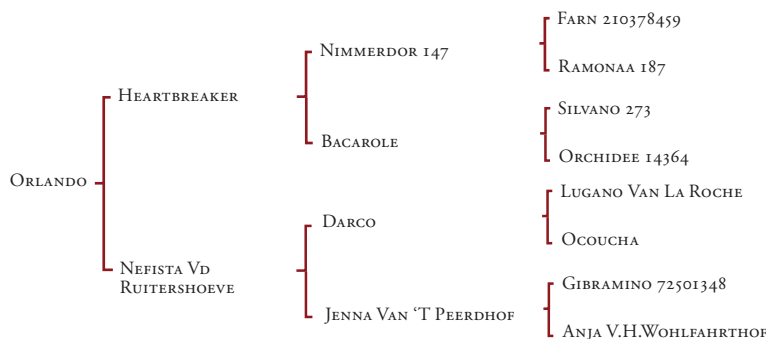 Farn 210378459
Nimmerdor 147
Ramonaa 187
Heartbreaker
Silvano 273
Bacarole
Orchidee 14364
Orlando
Lugano Van La Roche
Darco
Ocoucha
Nefista Vd
Ruitershoeve
Gibramino 72501348
Jenna Van ‘T Peerdhof
Anja V.H.Wohlfahrthof